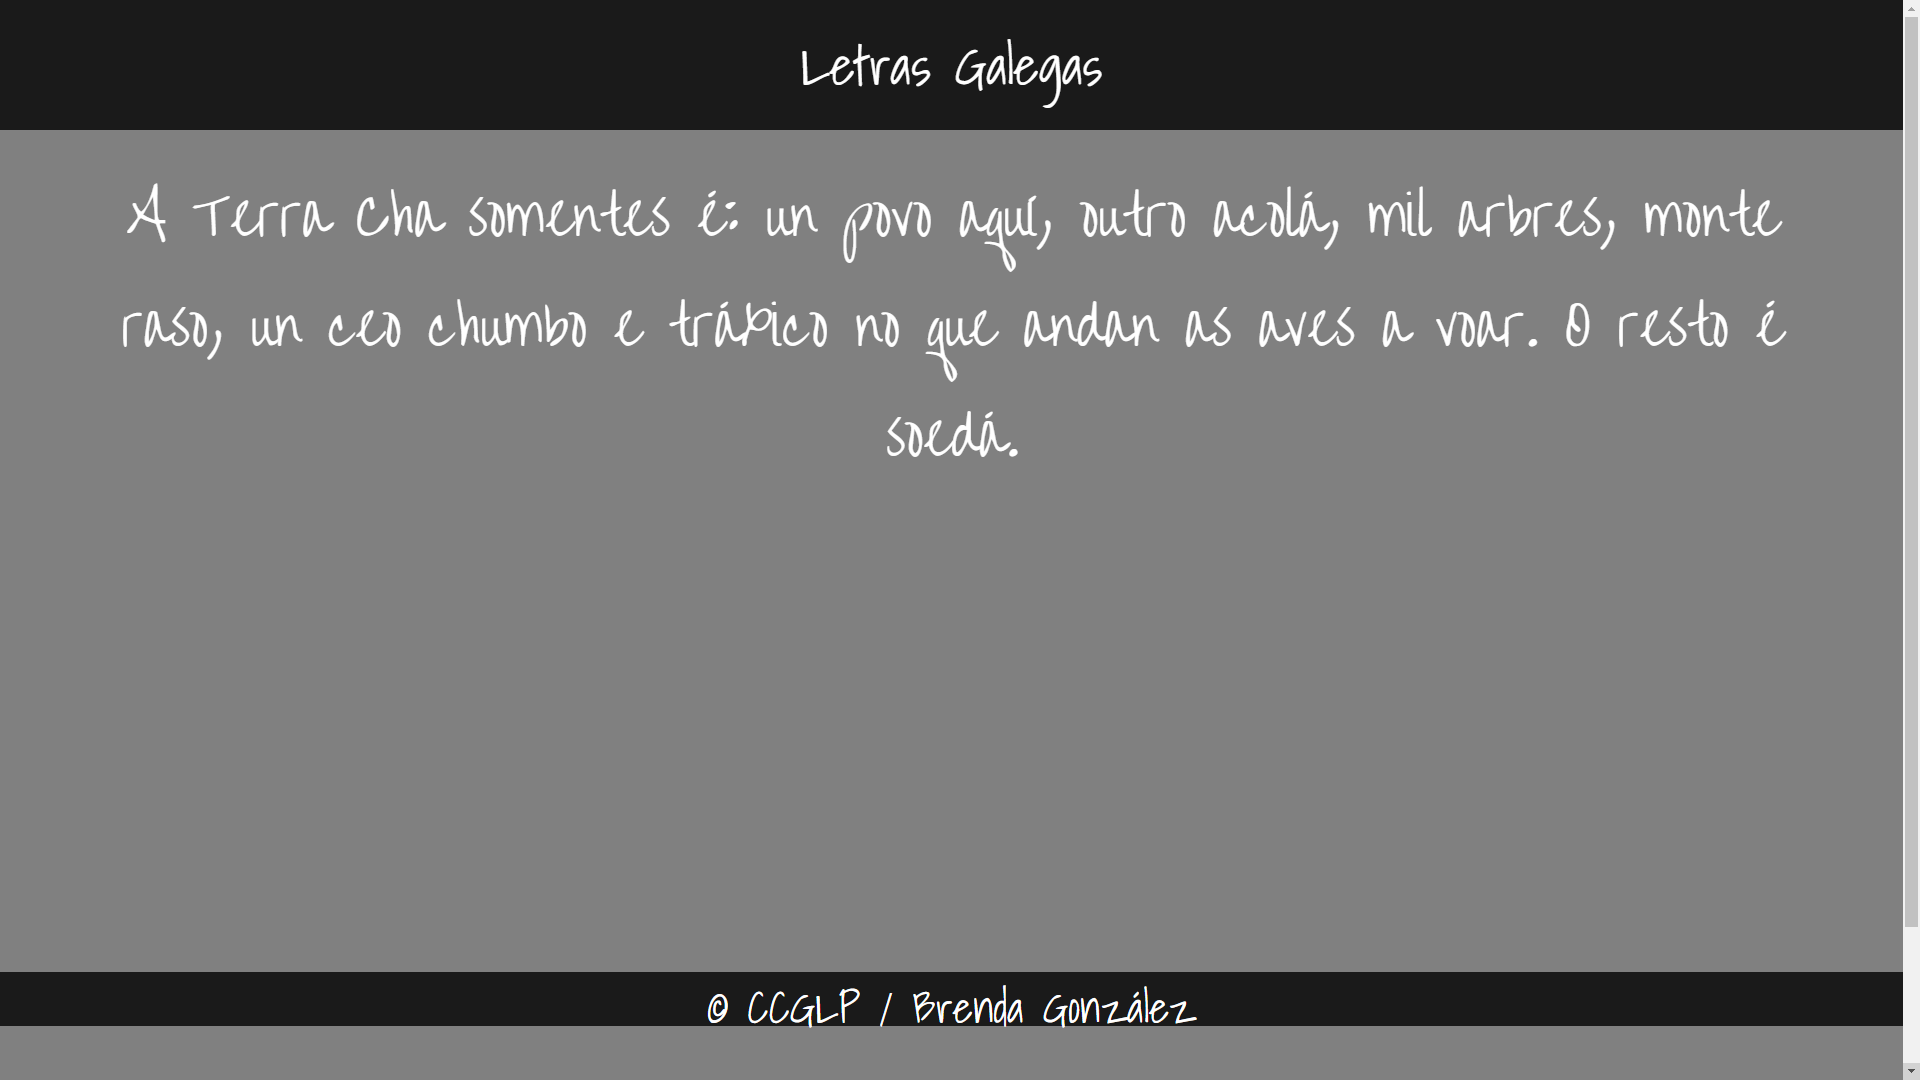 Letras Galegas
A Terra Cha somentes é: un povo aquí, outro acolá, mil arbres, monte
raso, un ceo chumbo e trábico no que andan as aves a voar. O resto é
soedá.
© CCGLP / Brenda González